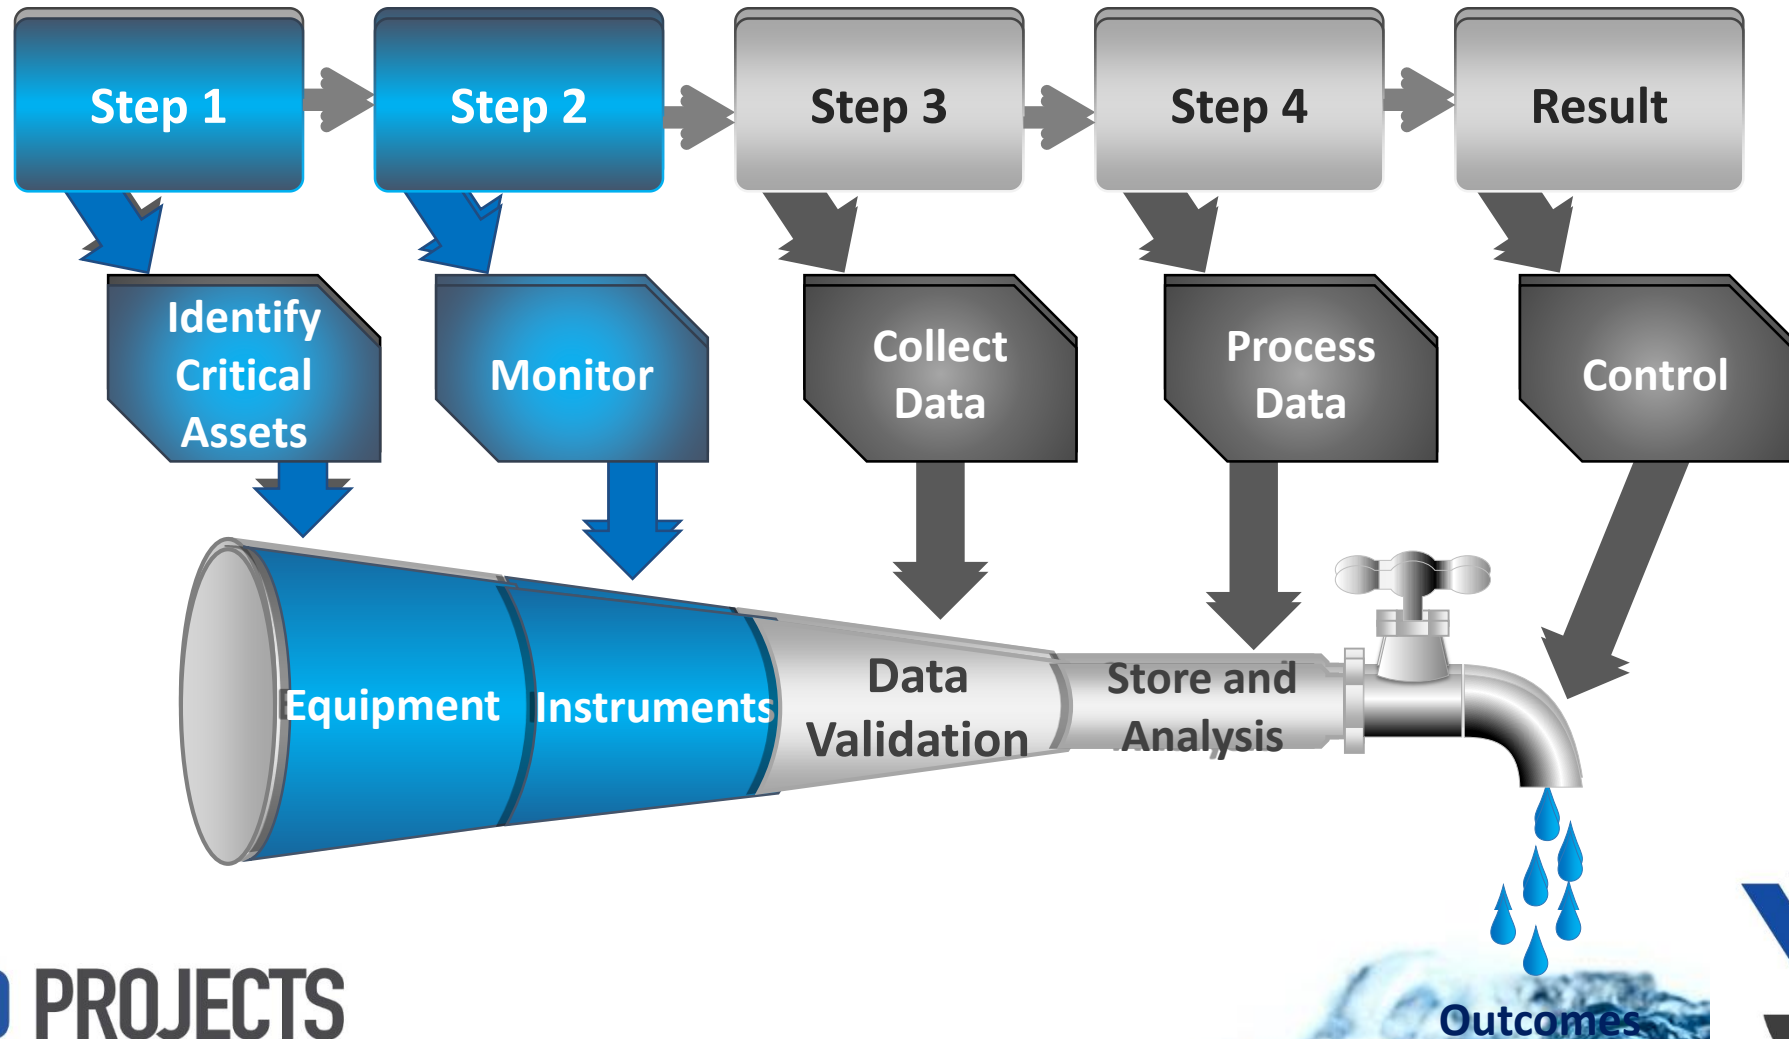 Step 1
Step 2
Step 3
Step 4
Result
Identify
Critical
Assets
Monitor
Collect
Data
Process
Data
Control
Equipment
Instruments
Data
Validation
Store and
Analysis
PROJECTS
Outcomes